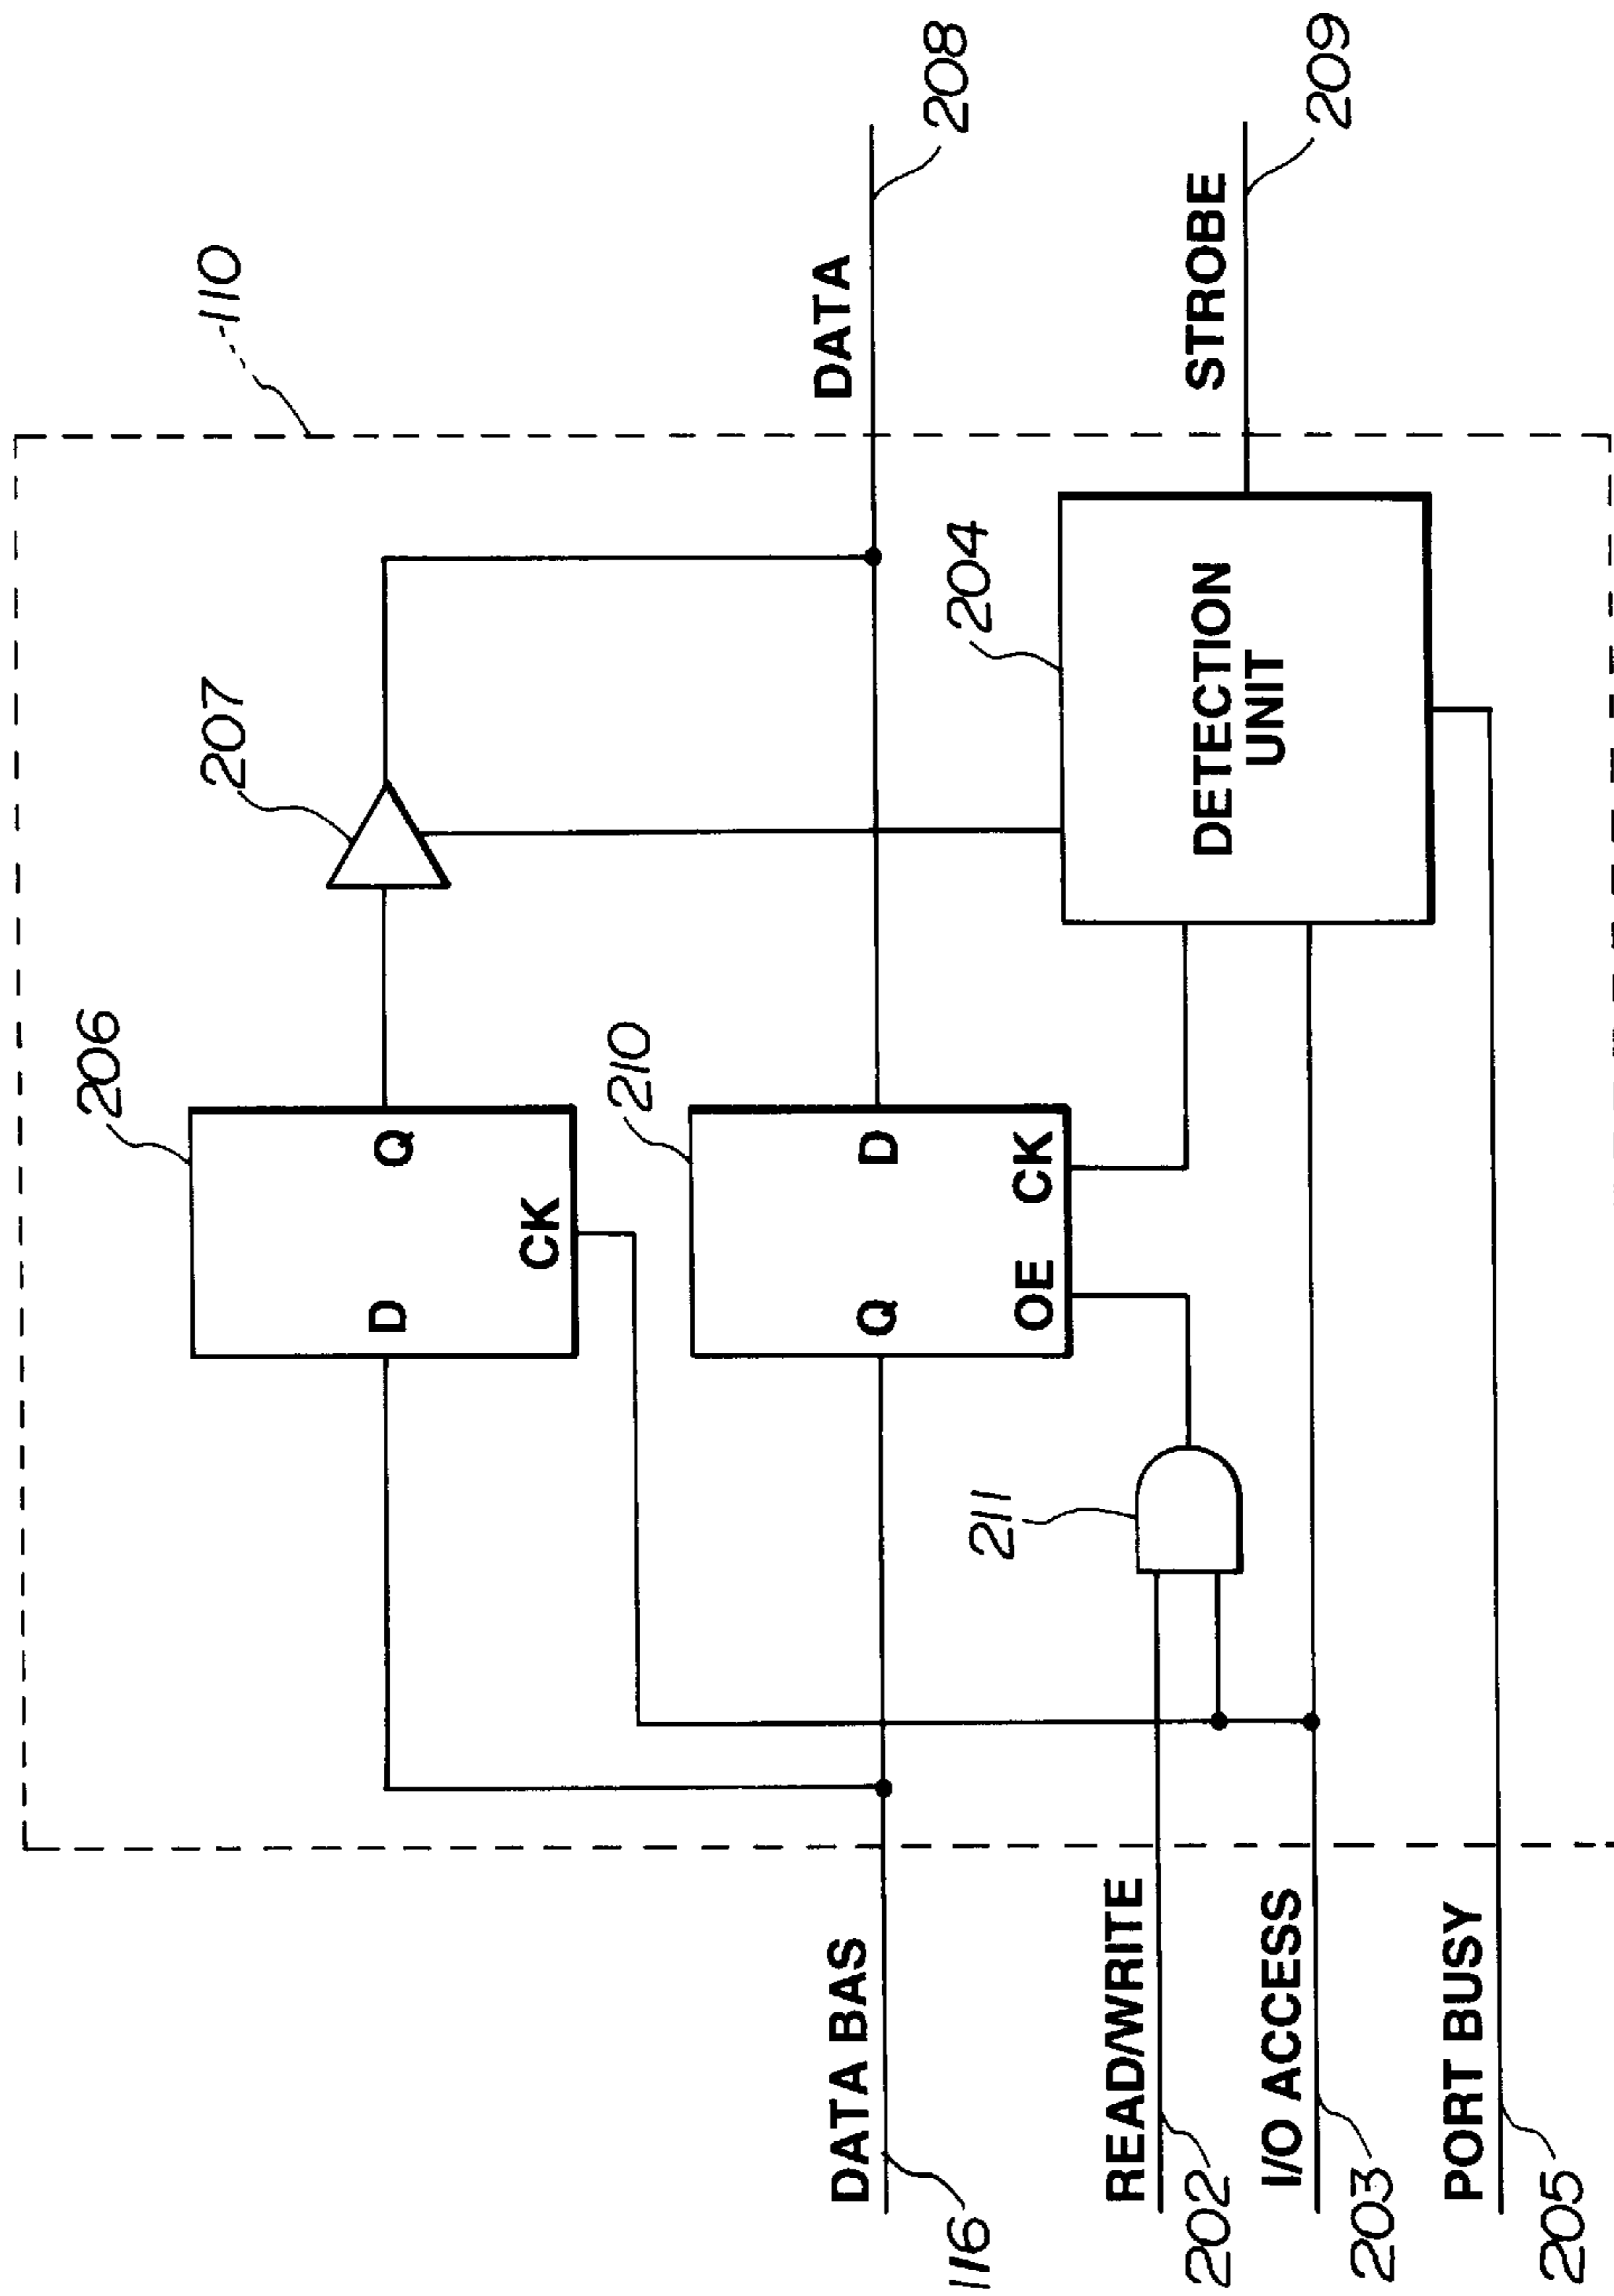 110
206
207
D
Q
CK
210
DATA
208
DATA BAS
116
Q
D
OE
CK
204
211
READ/WRITE
202
DETECTION
UNIT
STROBE
209
I/O ACCESS
203
PORT BUSY
205